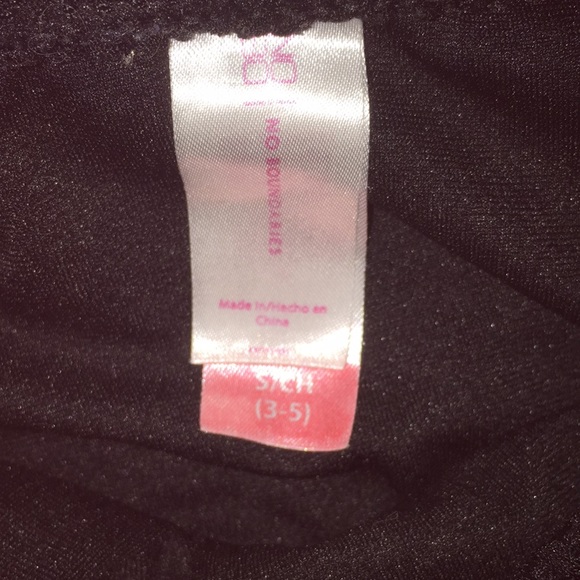 NO BOUNDARIES
Made in/Hecho en
China
S/CH
(3-5)